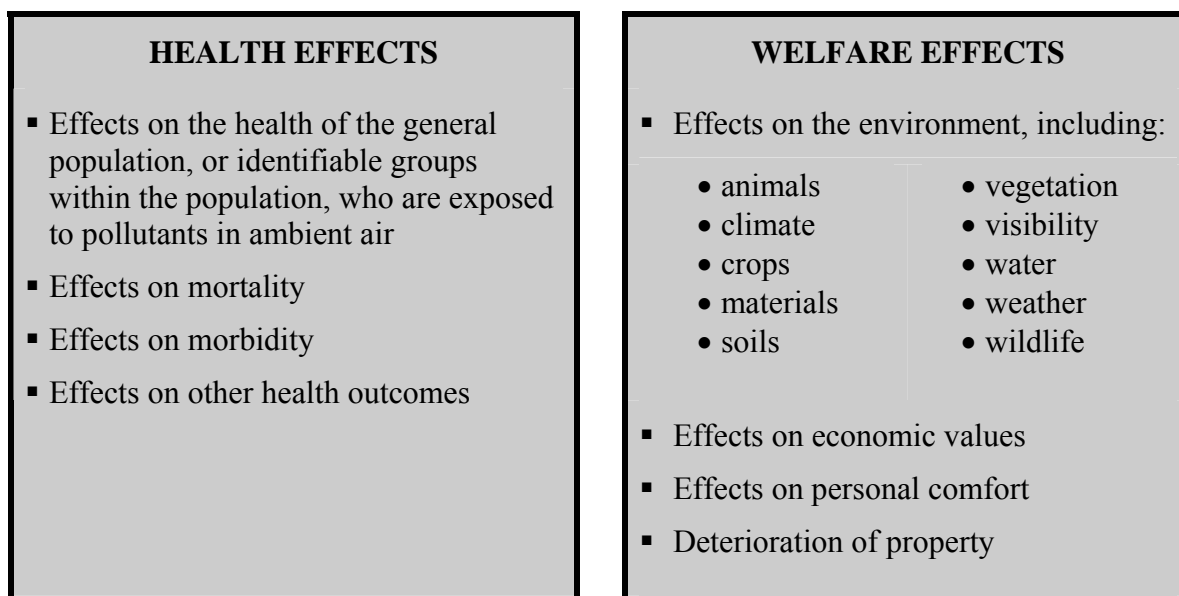 HEALTH EFFECTS
▪ Effects on the health of the general
population, or identifiable groups
within the population, who are exposed
to pollutants in ambient air
▪ Effects on mortality
▪ Effects on morbidity
▪ Effects on other health outcomes
WELFARE EFFECTS
▪ Effects on the environment, including:
• animals
• climate
• crops
• materials
• soils
• vegetation
• visibility
• water
• weather
• wildlife
▪ Effects on economic values
▪ Effects on personal comfort
▪ Deterioration of property